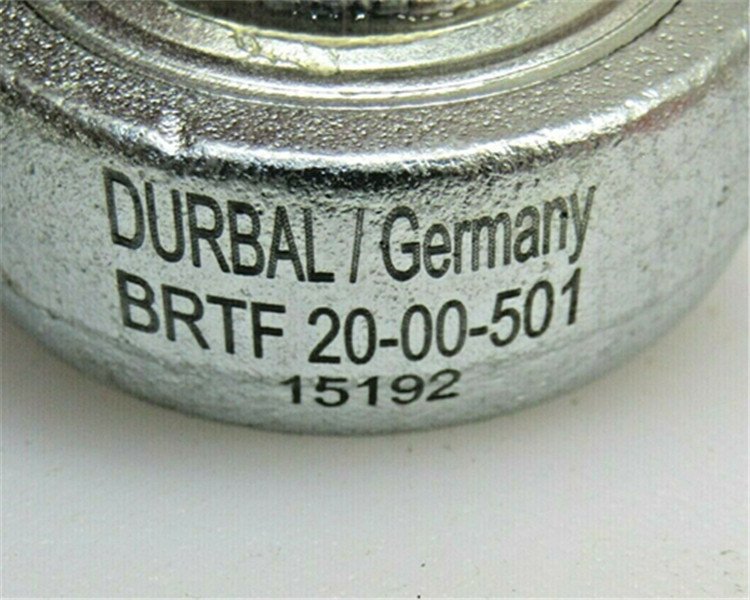 DURBAL / Germany
BRTF 20-00-501
15192